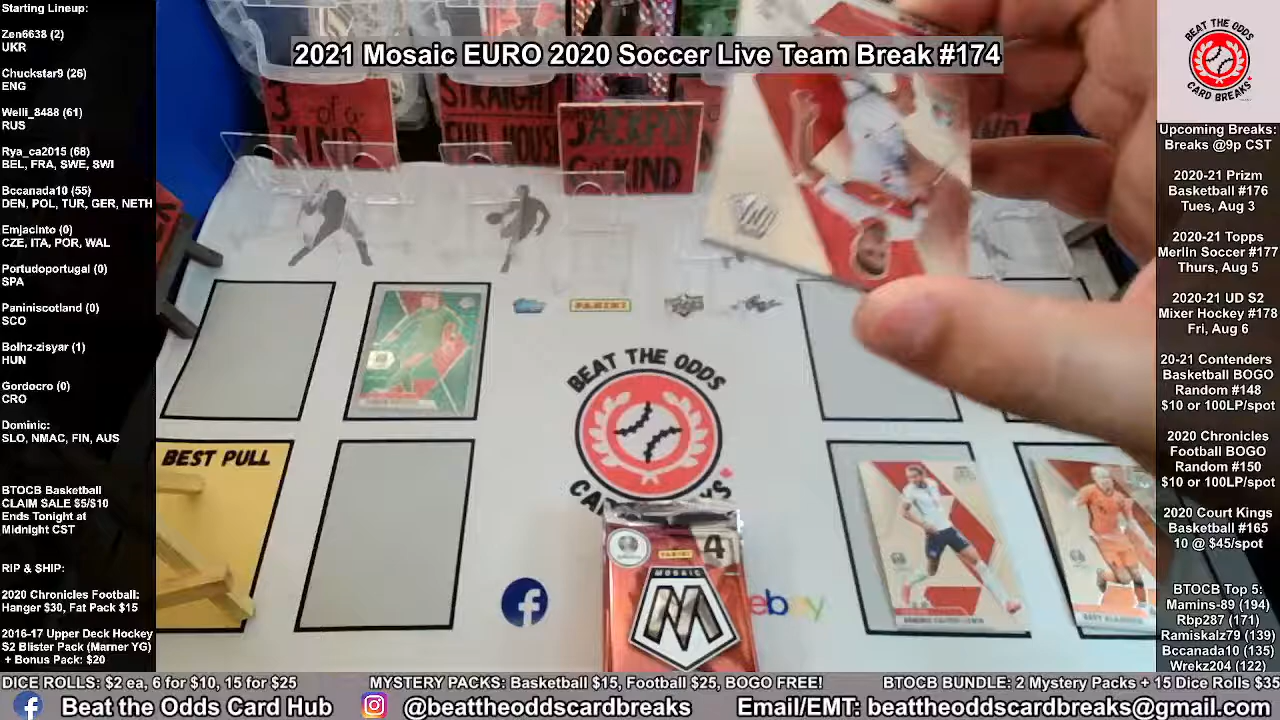 Starting Lineup:
Zen6638 (2)
UKR
Chuckstar9 (26)
ENG
Welli_8488 (61)
RUS
Rya_ca2015 (68)
BEL, FRA, SWE, SWI
Bccanada10 (55)
DEN, POL, TUR, GER, NETH
Emjacinto (0)
CZE, ITA, POR, WAL
Portudoportugal (0)
SPA
Paniniscotland (0)
SCO
Bolhz-zisyar (1)
HUN
Gordocro (0)
CRO
Dominic:
SLO, NMAC, FIN, AUS
BTOCB Basketball
CLAIM SALE $5/$10
Ends Tonight at
Midnight CST
RIP & $HIP:
2020 Chronicles Football:
Hanger $30, Fat Pack $15
2016-17 Upper Deck Hockey
S2 Blister Pack (Marner YG)
+ Bonus Pack: $20
2021 Mosaic EURO 2020 Soccer Live Team Break #174
3
of a
KIND
STRAIGHT
FULL HOUSE
JACKPOT
KIND
PANINI
BEAT THE ODDS
BEST PULL
PANINI
4
MOSAIC
M
ebay
BEAT THE ODDS
CARD BREAKS
Upcoming Breaks:
Breaks @9p CST
2020-21 Prizm
Basketball #176
Tues, Aug 3
2020-21 Topps
Merlin Soccer #177
Thurs, Aug 5
2020-21 UD S2
Mixer Hockey #178
Fri, Aug 6
20-21 Contenders
Basketball BOGO
Random #148
$10 or 100LP/spot
2020 Chronicles
Football BOGO
Random #150
$10 or 100LP/spot
2020 Court Kings
Basketball #165
10 @ $45/spot
BTOCB Top 5:
Mamins-89 (194)
Rbp287 (171)
Ramiskalz79 (139)
Bccanada10 (135)
Wrekz204 (122)
DICE ROLLS: $2 ea, 6 for $10, 15 for $25
MYSTERY PACKS: Basketball $15, Football $25, BOGO FREE!
BTOCB BUNDLE: 2 Mystery Packs + 15 Dice Rolls $35
Beat the Odds Card Hub
@beattheoddscardbreaks
Email/EMT: beattheoddscardbreaks@gmail.com